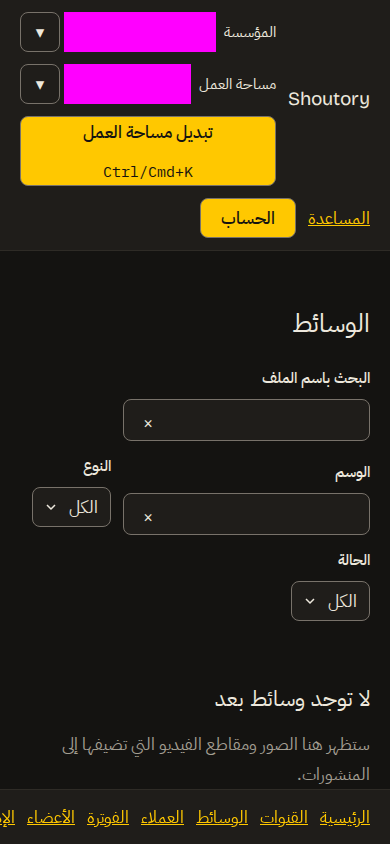 المؤسسة
▼
مساحة العمل
▼
Shoutory
تبديل مساحة العمل
Ctrl/Cmd+K
المساعدة
الحساب
الوسائط
البحث باسم الملف
×
الوسم
×
النوع
الكل
الحالة
الكل
لا توجد وسائط بعد
ستظهر هنا الصور ومقاطع الفيديو التي تضيفها إلى
المنشورات.
الرئيسية القنوات الوسائط العملاء الفوترة الأعضاء